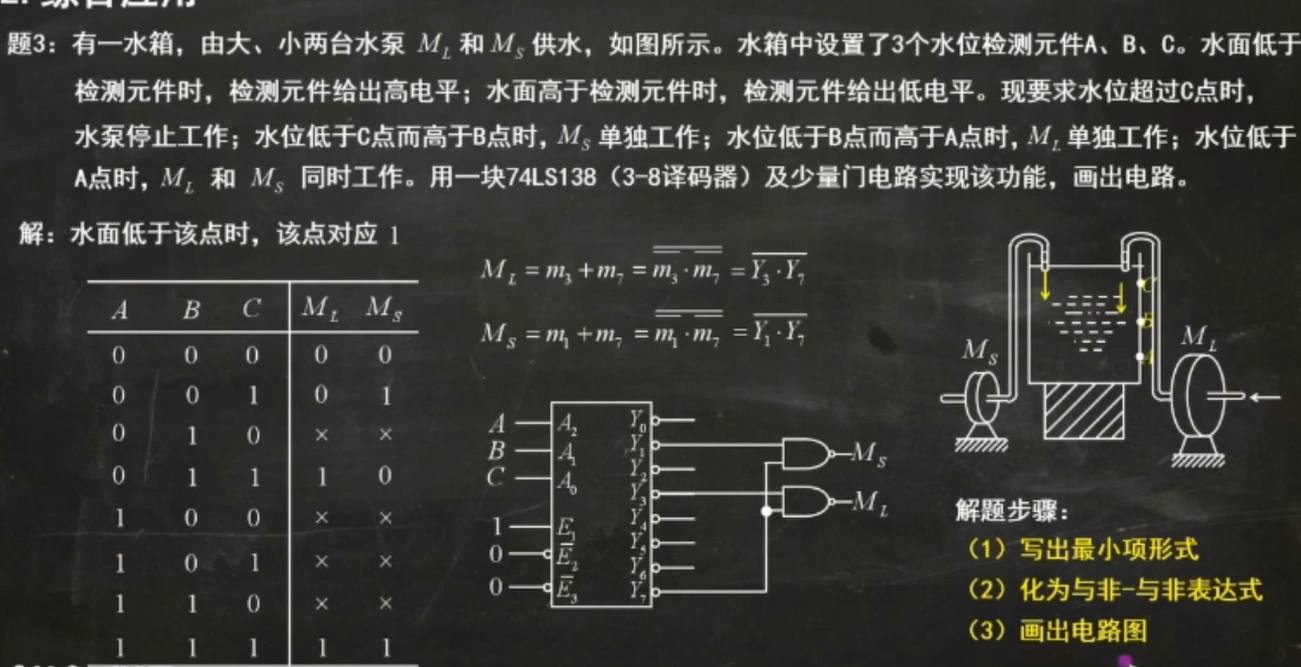 题3：有一水箱，由大、小两台水泵 M_L 和 M_S 供水，如图所示。水箱中设置了3个水位检测元件A、B、C。水面低于
检测元件时，检测元件给出高电平；水面高于检测元件时，检测元件给出低电平。现要求水位超过C点时，
水泵停止工作；水位低于C点而高于B点时，M_S 单独工作；水位低于B点而高于A点时，M_L 单独工作；水位低于
A点时，M_L 和 M_S 同时工作。用一块74LS138（3-8译码器）及少量门电路实现该功能，画出电路。
解：水面低于该点时，该点对应 1
A B C M_L M_S
0 0 0 0 0
0 0 1 0 1
0 1 0 × ×
0 1 1 1 0
1 0 0 × ×
1 0 1 × ×
1 1 0 × ×
1 1 1 1 1
M_L = m_3 + m_7 = \overline{\overline{m_3} · \overline{m_7}} = \overline{Y_3 · Y_7}
M_S = m_1 + m_7 = \overline{\overline{m_1} · \overline{m_7}} = \overline{Y_1 · Y_7}
A A_2 Y_0
B A_1 Y_1
C A_0 Y_2
Y_3
1 E_1 Y_4
0 \overline{E}_2 Y_5
Y_6
0 \overline{E}_3 Y_7
M_S
M_L
C
B
A
M_S
M_L
解题步骤：
（1）写出最小项形式
（2）化为与非-与非表达式
（3）画出电路图